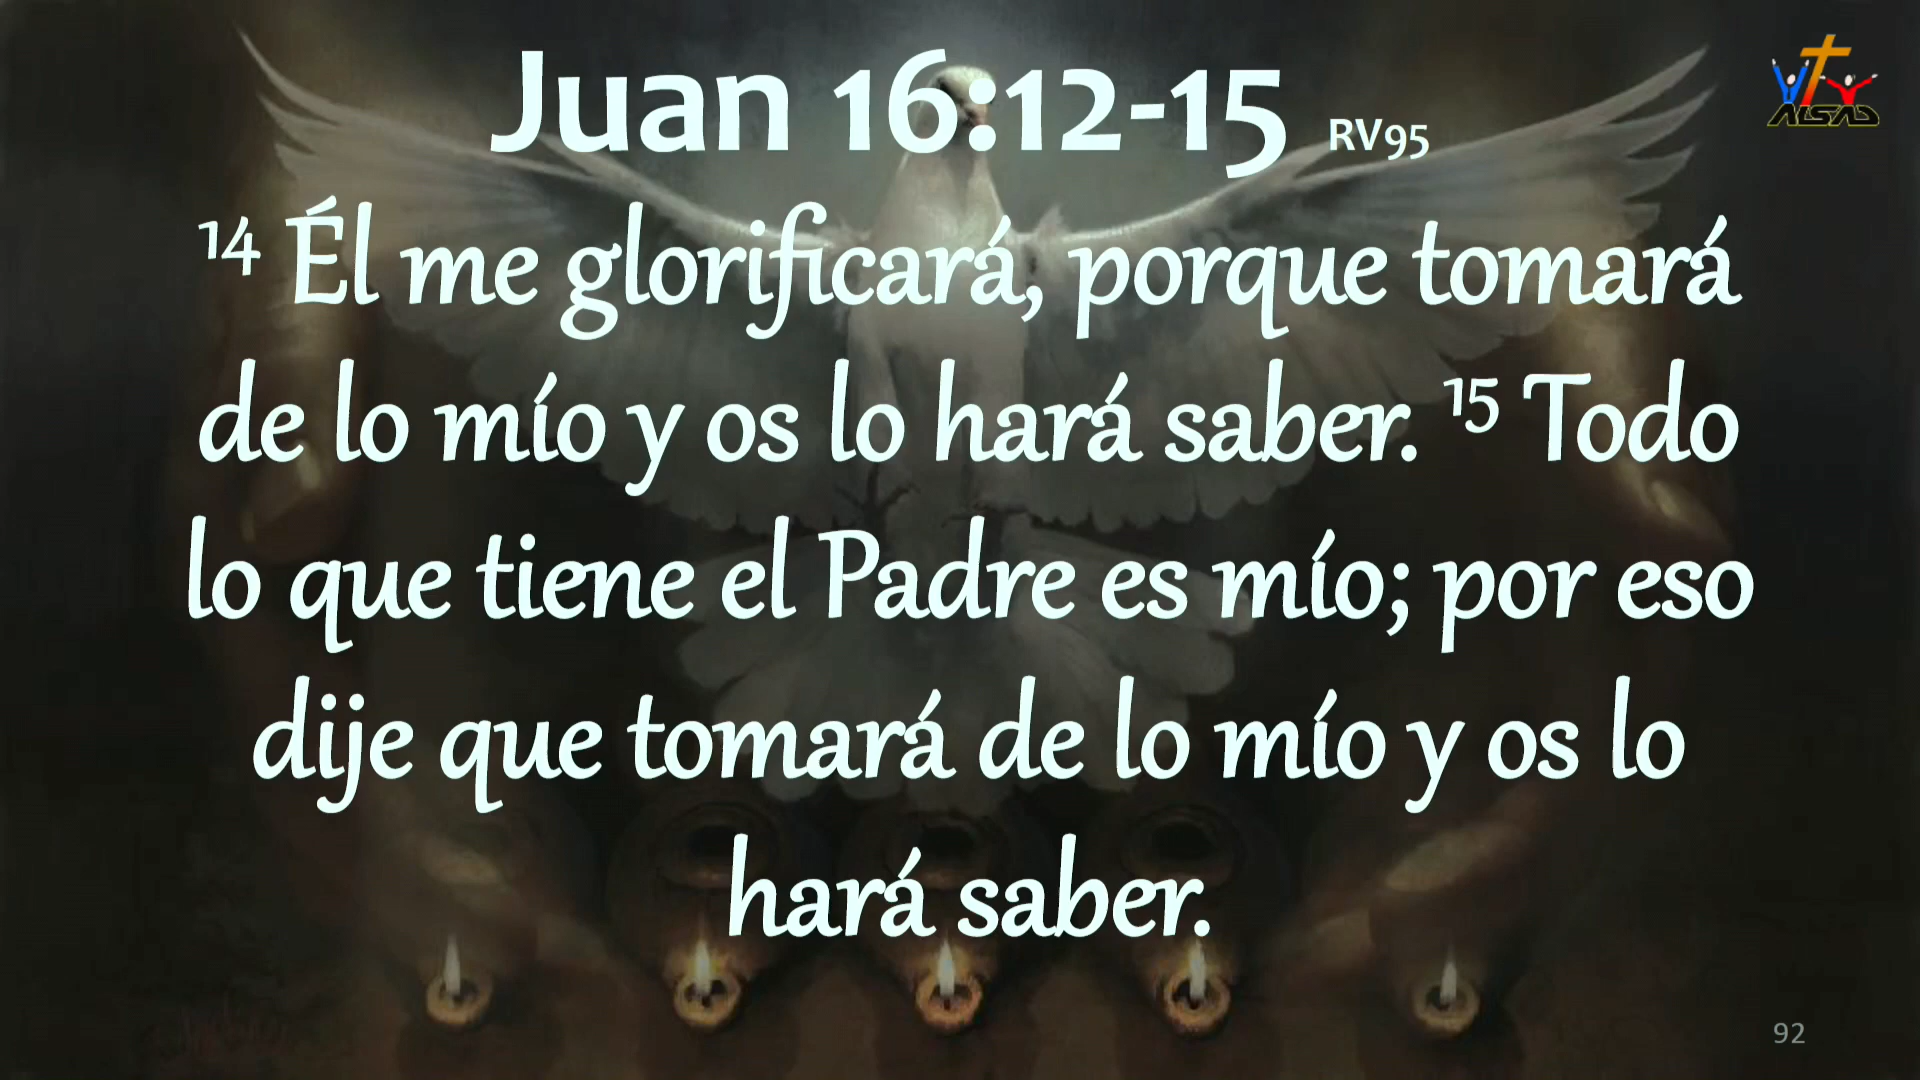 Juan 16:12-15 RV95
ALSAD
14 Él me glorificará, porque tomará
de lo mío y os lo hará saber. 15 Todo
lo que tiene el Padre es mío; por eso
dije que tomará de lo mío y os lo
hará saber.
92